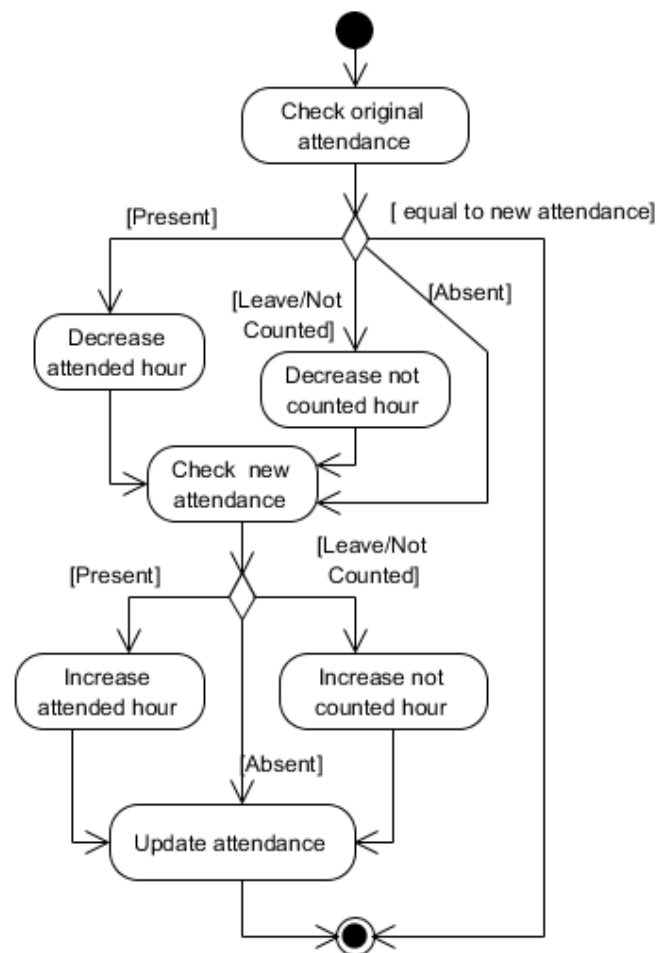 Check original
attendance
[Present]
[ equal to new attendance]
[Leave/Not
Counted]
[Absent]
Decrease
attended hour
Decrease not
counted hour
Check  new
attendance
[Present]
[Leave/Not
Counted]
Increase
attended hour
Increase not
counted hour
[Absent]
Update attendance